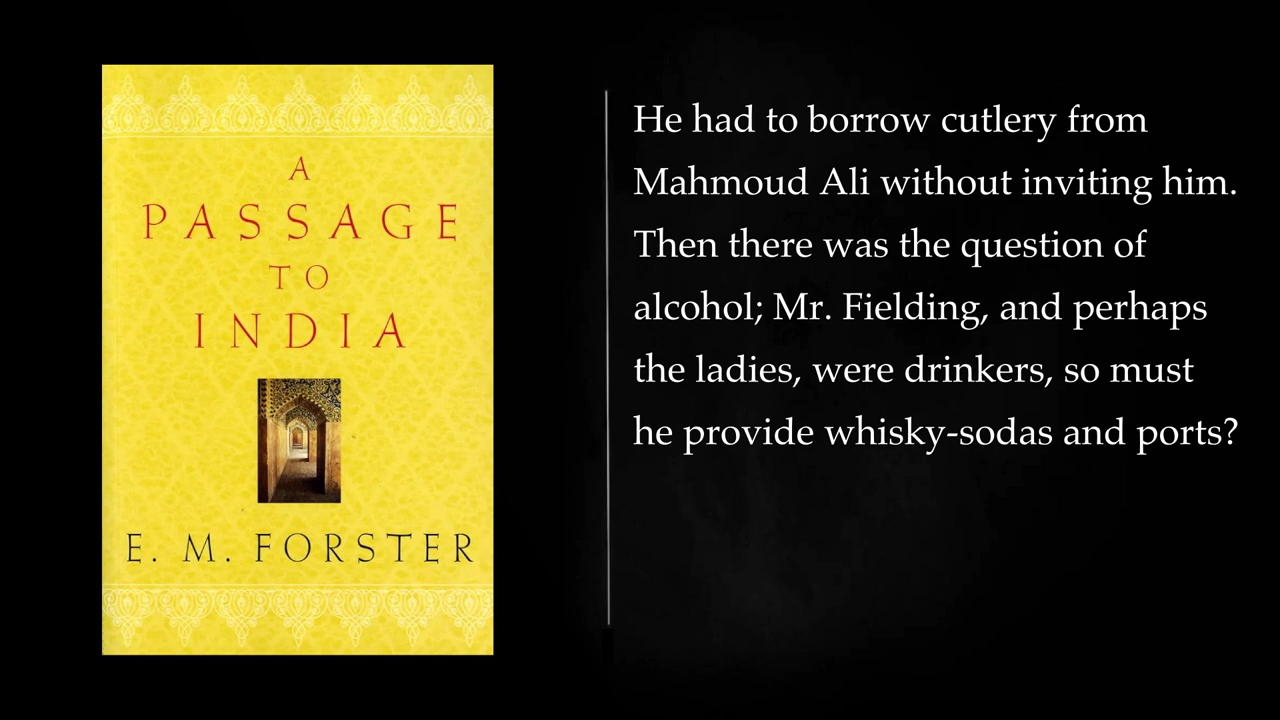 A
PASSAGE
TO
INDIA
E. M. FORSTER
He had to borrow cutlery from
Mahmoud Ali without inviting him.
Then there was the question of
alcohol; Mr. Fielding, and perhaps
the ladies, were drinkers, so must
he provide whisky-sodas and ports?